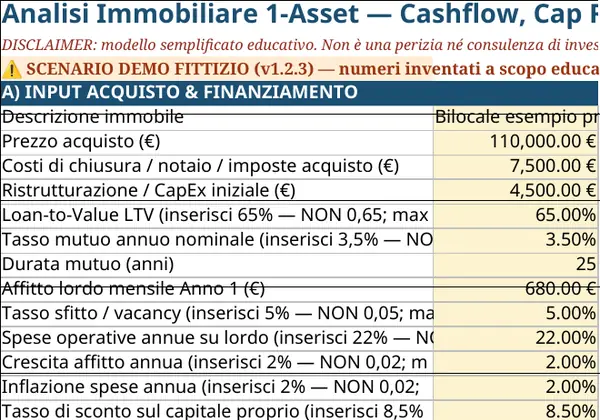 Analisi Immobiliare 1-Asset — Cashflow, Cap
DISCLAIMER: modello semplificato educativo. Non è una perizia né consulenza di inves
⚠️ SCENARIO DEMO FITTIZIO (v1.2.3) — numeri inventati a scopo educa
A) INPUT ACQUISTO & FINANZIAMENTO
Descrizione immobile Bilocale esempio pr
Prezzo acquisto (€) 110,000.00 €
Costi di chiusura / notaio / imposte acquisto (€) 7,500.00 €
Ristrutturazione / CapEx iniziale (€) 4,500.00 €
Loan-to-Value LTV (inserisci 65% — NON 0,65; max 65.00%
Tasso mutuo annuo nominale (inserisci 3,5% — NO 3.50%
Durata mutuo (anni) 25
Affitto lordo mensile Anno 1 (€) 680.00 €
Tasso sfitto / vacancy (inserisci 5% — NON 0,05; ma 5.00%
Spese operative annue su lordo (inserisci 22% — NO 22.00%
Crescita affitto annua (inserisci 2% — NON 0,02; m 2.00%
Inflazione spese annua (inserisci 2% — NON 0,02; 2.00%
Tasso di sconto sul capitale proprio (inserisci 8,5% 8.50%